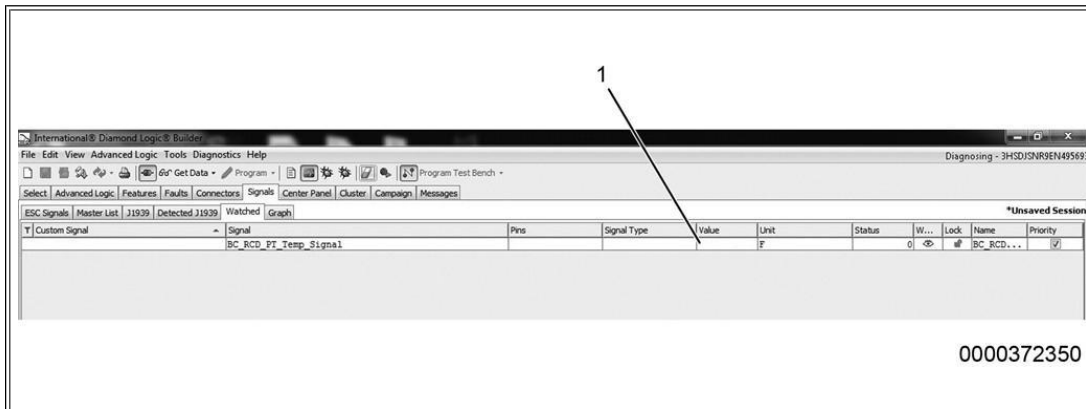 1
International® Diamond Logic® Builder
File Edit View Advanced Logic Tools Diagnostics Help Diagnosing - 3HSDJSNR9EN49569
Get Data Program Program Test Bench
Select Advanced Logic Features Faults Connectors Signals Center Panel Cluster Campaign Messages
ESC Signals Master List J1939 Detected J1939 Watched Graph *Unsaved Session
Custom Signal Signal Pins Signal Type Value Unit Status W... Lock Name Priority
BC_RCD_PT_Temp_Signal F 0 BC_RCD...
0000372350